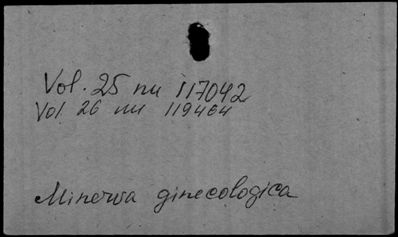 Vol. 25 nu 117042
Vol. 26 nu 119464
Minerva ginecologica